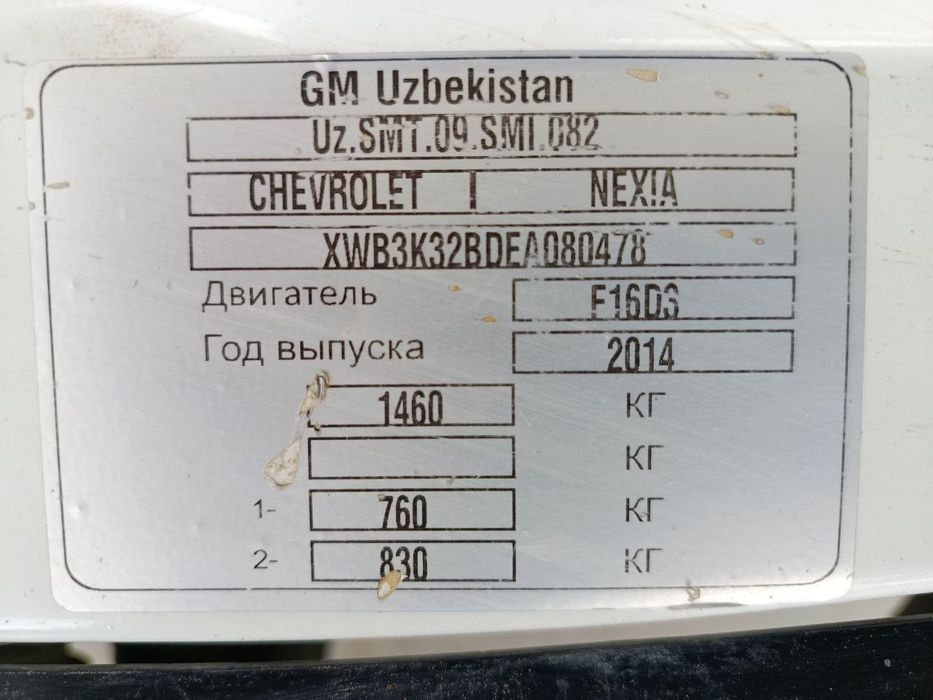 GM Uzbekistan
Uz.SMT.09.SMI.082
CHEVROLET | NEXIA
XWB3K32BDEA080478
Двигатель F16D3
Год выпуска 2014
1460 КГ
КГ
1- 760 КГ
2- 830 КГ